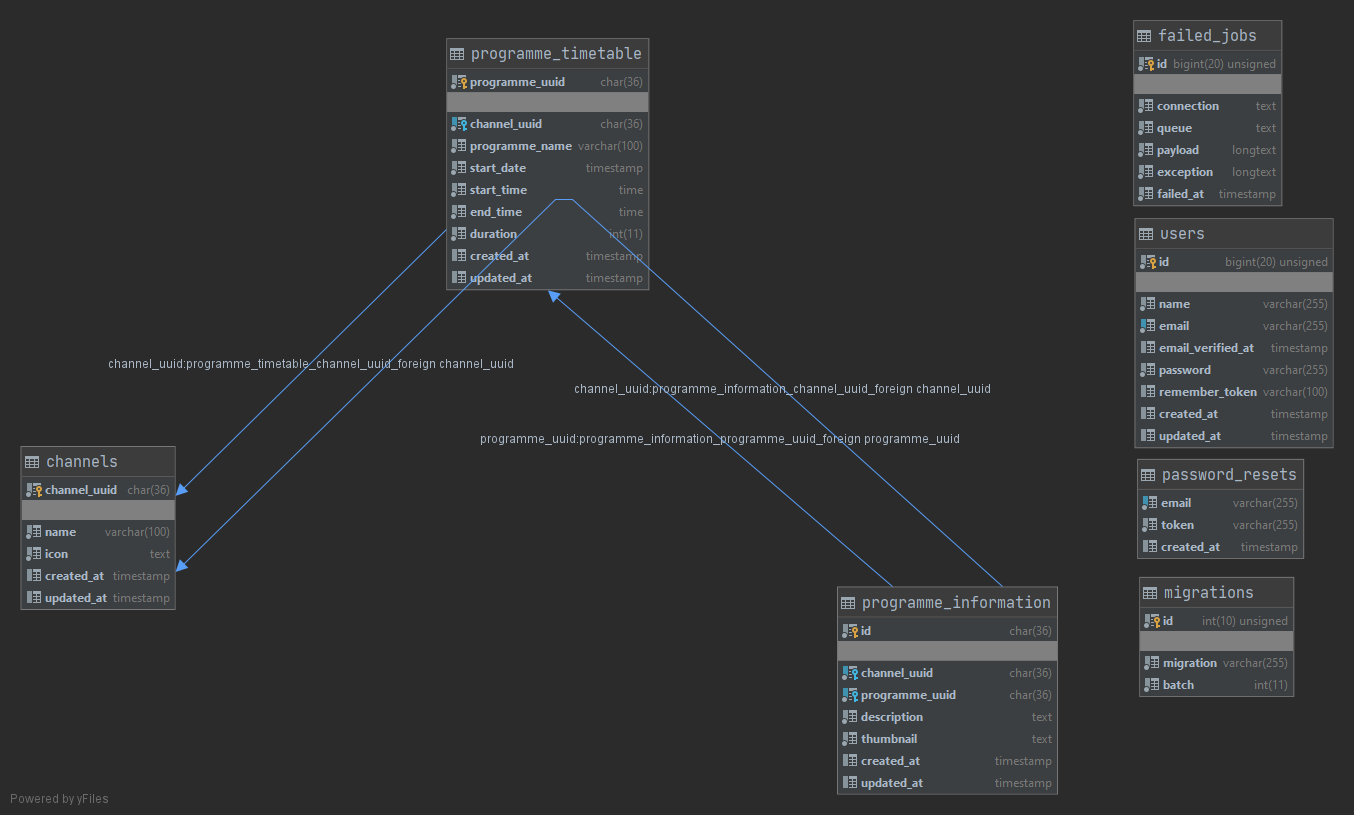 programme_timetable
programme_uuid char(36)
channel_uuid char(36)
programme_name varchar(100)
start_date timestamp
start_time time
end_time time
duration int(11)
created_at timestamp
updated_at timestamp
channel_uuid:programme_timetable_channel_uuid_foreign channel_uuid
channel_uuid:programme_information_channel_uuid_foreign channel_uuid
programme_uuid:programme_information_programme_uuid_foreign programme_uuid
channels
channel_uuid char(36)
name varchar(100)
icon text
created_at timestamp
updated_at timestamp
programme_information
id char(36)
channel_uuid char(36)
programme_uuid char(36)
description text
thumbnail text
created_at timestamp
updated_at timestamp
failed_jobs
id bigint(20) unsigned
connection text
queue text
payload longtext
exception longtext
failed_at timestamp
users
id bigint(20) unsigned
name varchar(255)
email varchar(255)
email_verified_at timestamp
password varchar(255)
remember_token varchar(100)
created_at timestamp
updated_at timestamp
password_resets
email varchar(255)
token varchar(255)
created_at timestamp
migrations
id int(10) unsigned
migration varchar(255)
batch int(11)
Powered by yFiles